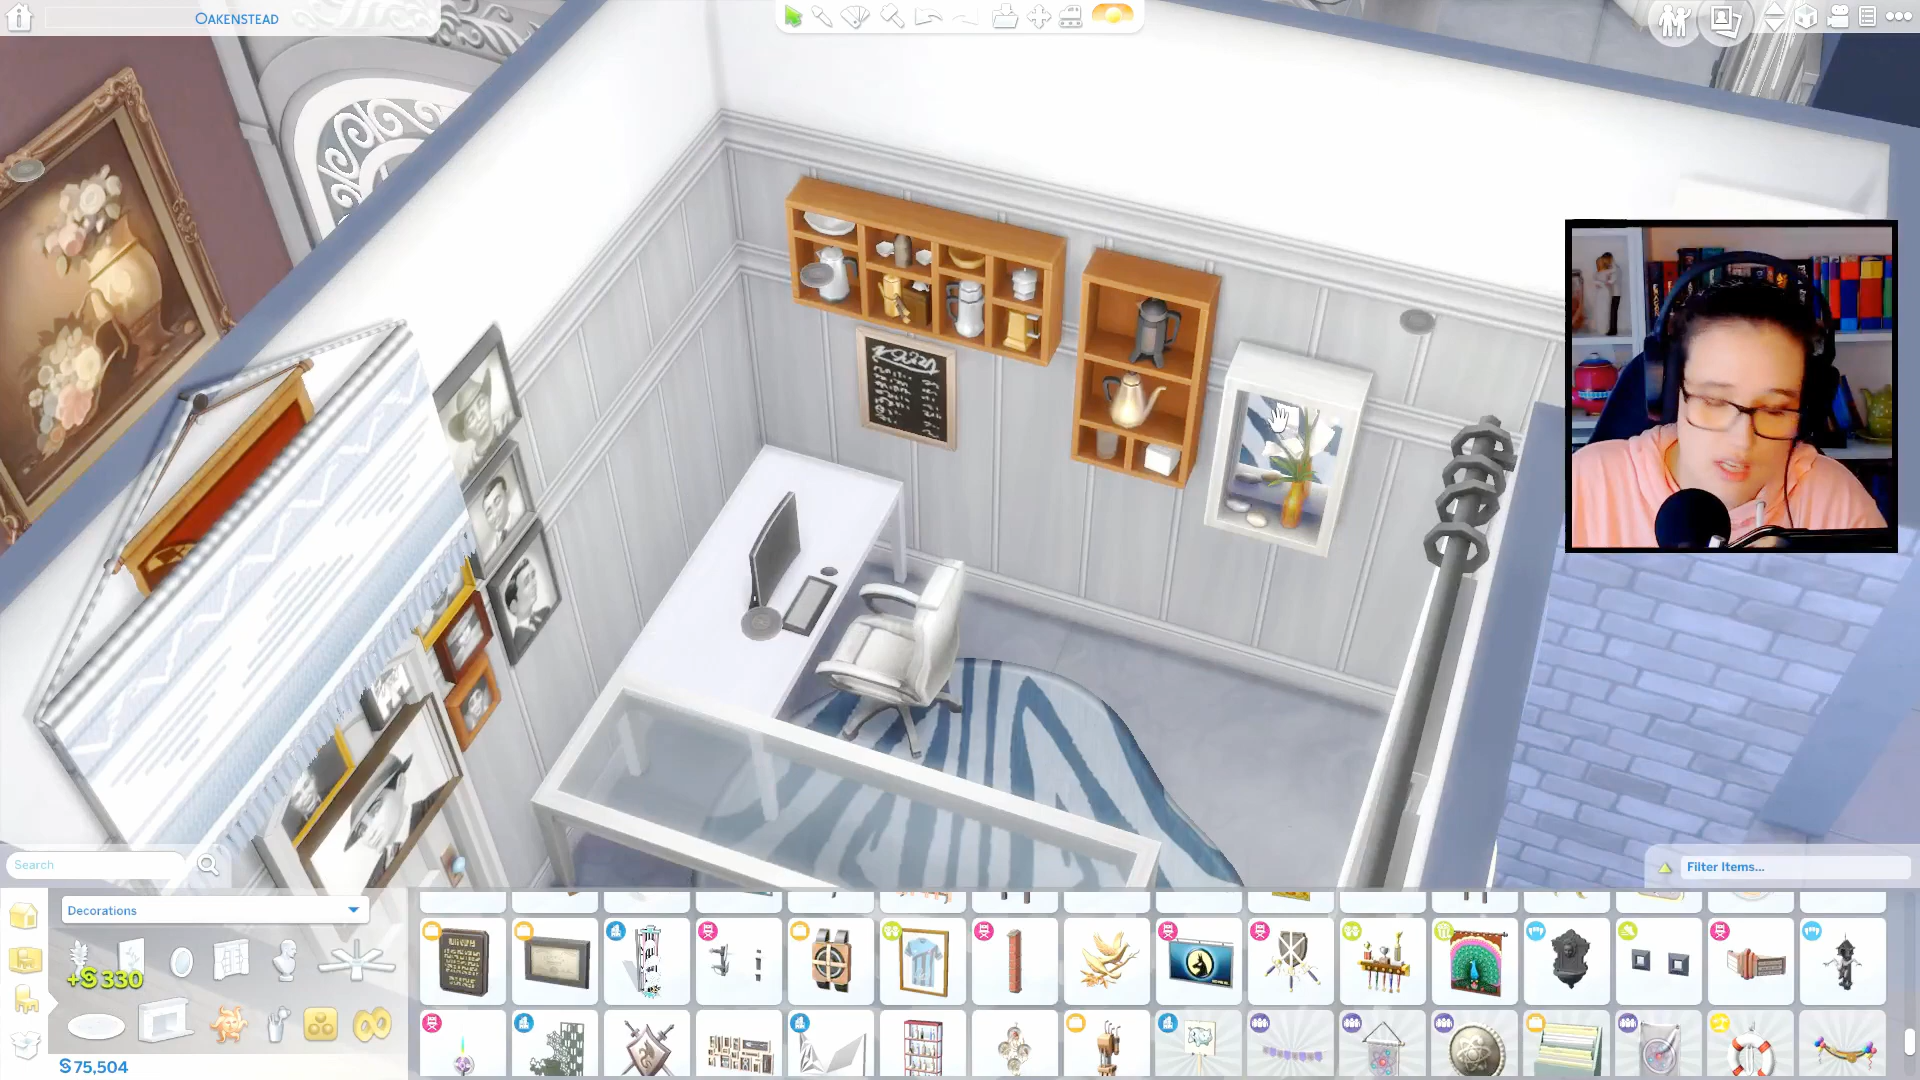 OAKENSTEAD
Search
Filter Items...
Decorations
+§330
§75,504